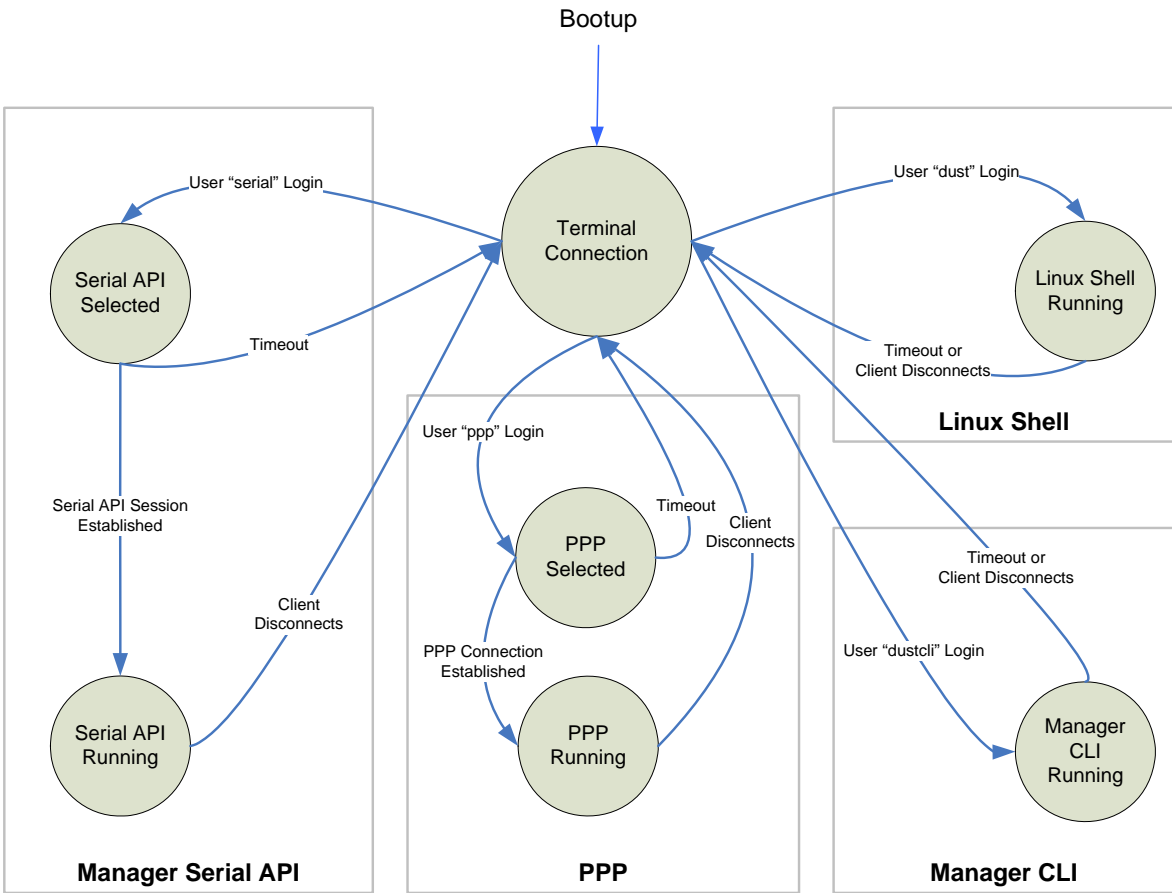 Bootup
User “serial” Login
Terminal
Connection
User “dust” Login
Serial API
Selected
Linux Shell
Running
Timeout
Timeout or
Client Disconnects
Linux Shell
User “ppp” Login
Serial API Session
Established
Timeout
Client
Disconnects
PPP
Selected
Timeout or
Client Disconnects
Client
Disconnects
PPP Connection
Established
User “dustcli” Login
Serial API
Running
PPP
Running
Manager
CLI
Running
Manager Serial API
PPP
Manager CLI